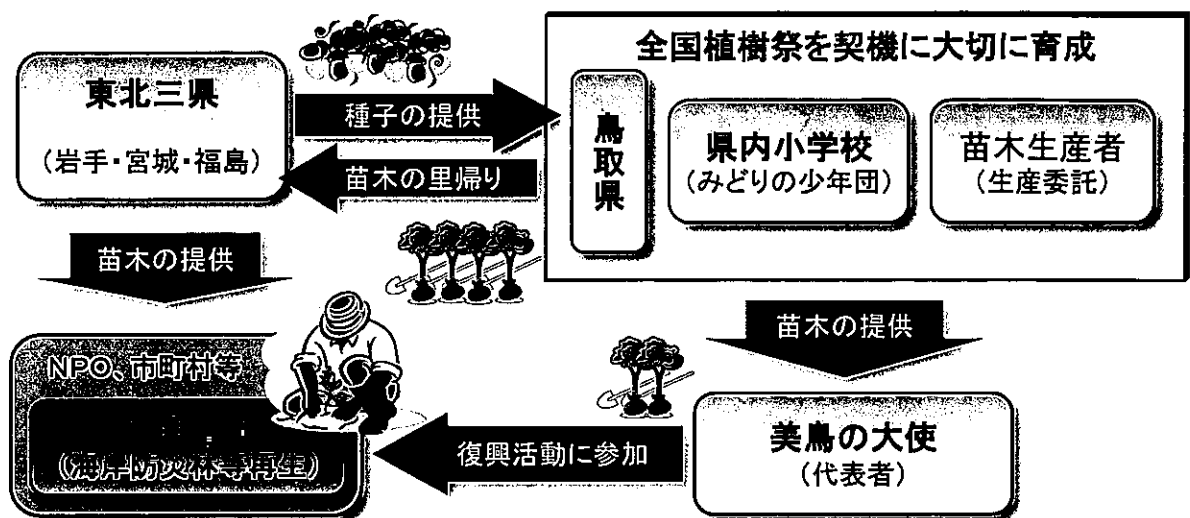 全国植樹祭を契機に大切に育成
東北三県
(岩手・宮城・福島)
種子の提供
苗木の里帰り
鳥取県
県内小学校
(みどりの少年団)
苗木生産者
(生産委託)
苗木の提供
苗木の提供
NPO、市町村等
(海岸防災林等再生)
復興活動に参加
美鳥の大使
(代表者)